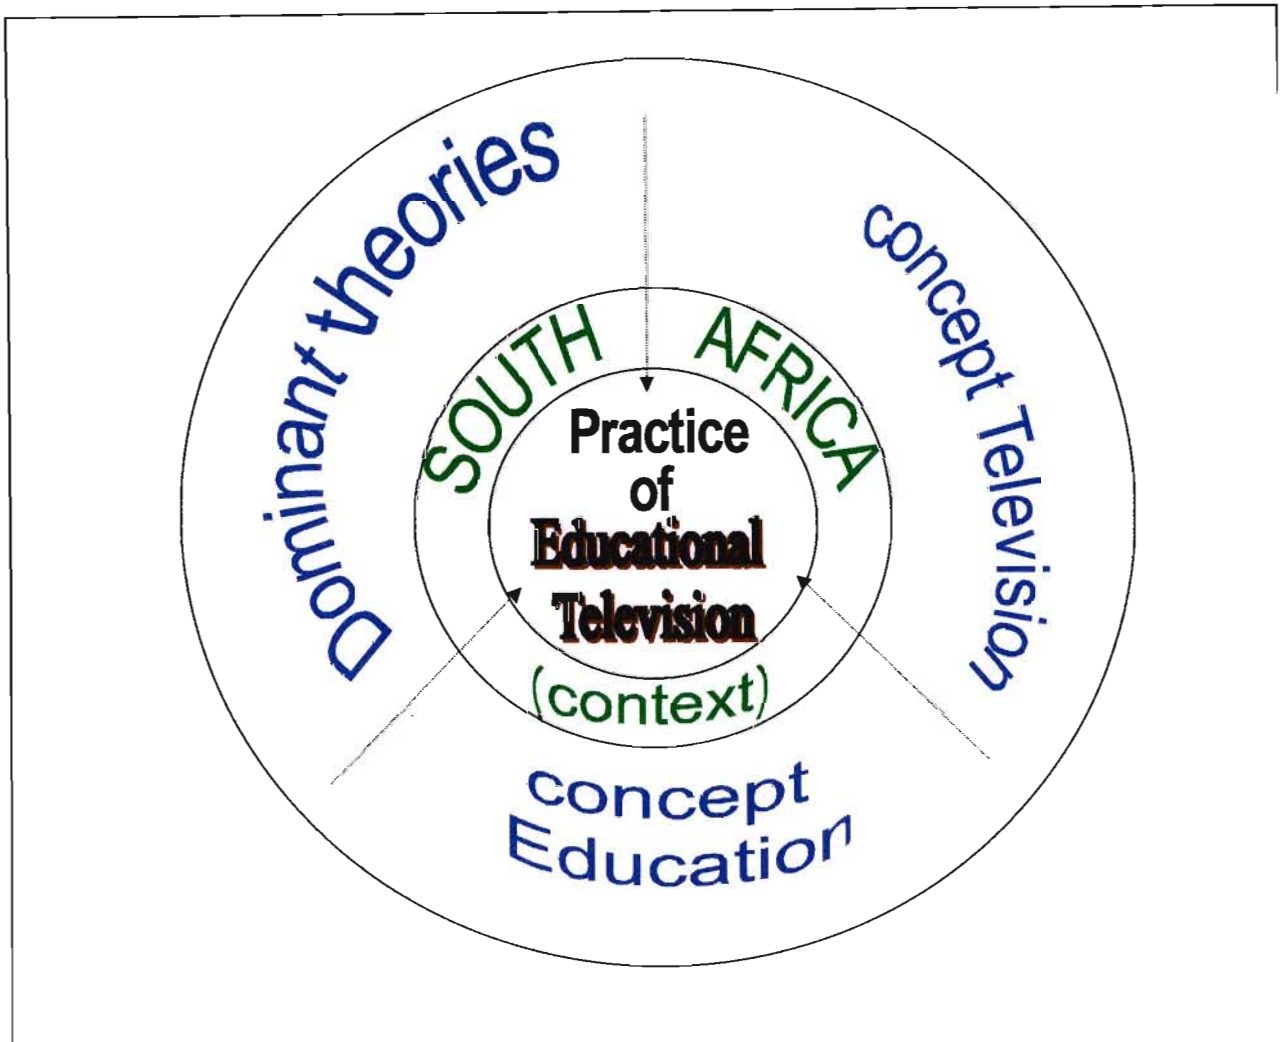 Dominant theories
concept Television
SOUTH AFRICA
Practice
of
Educational
Television
(context)
concept
Education